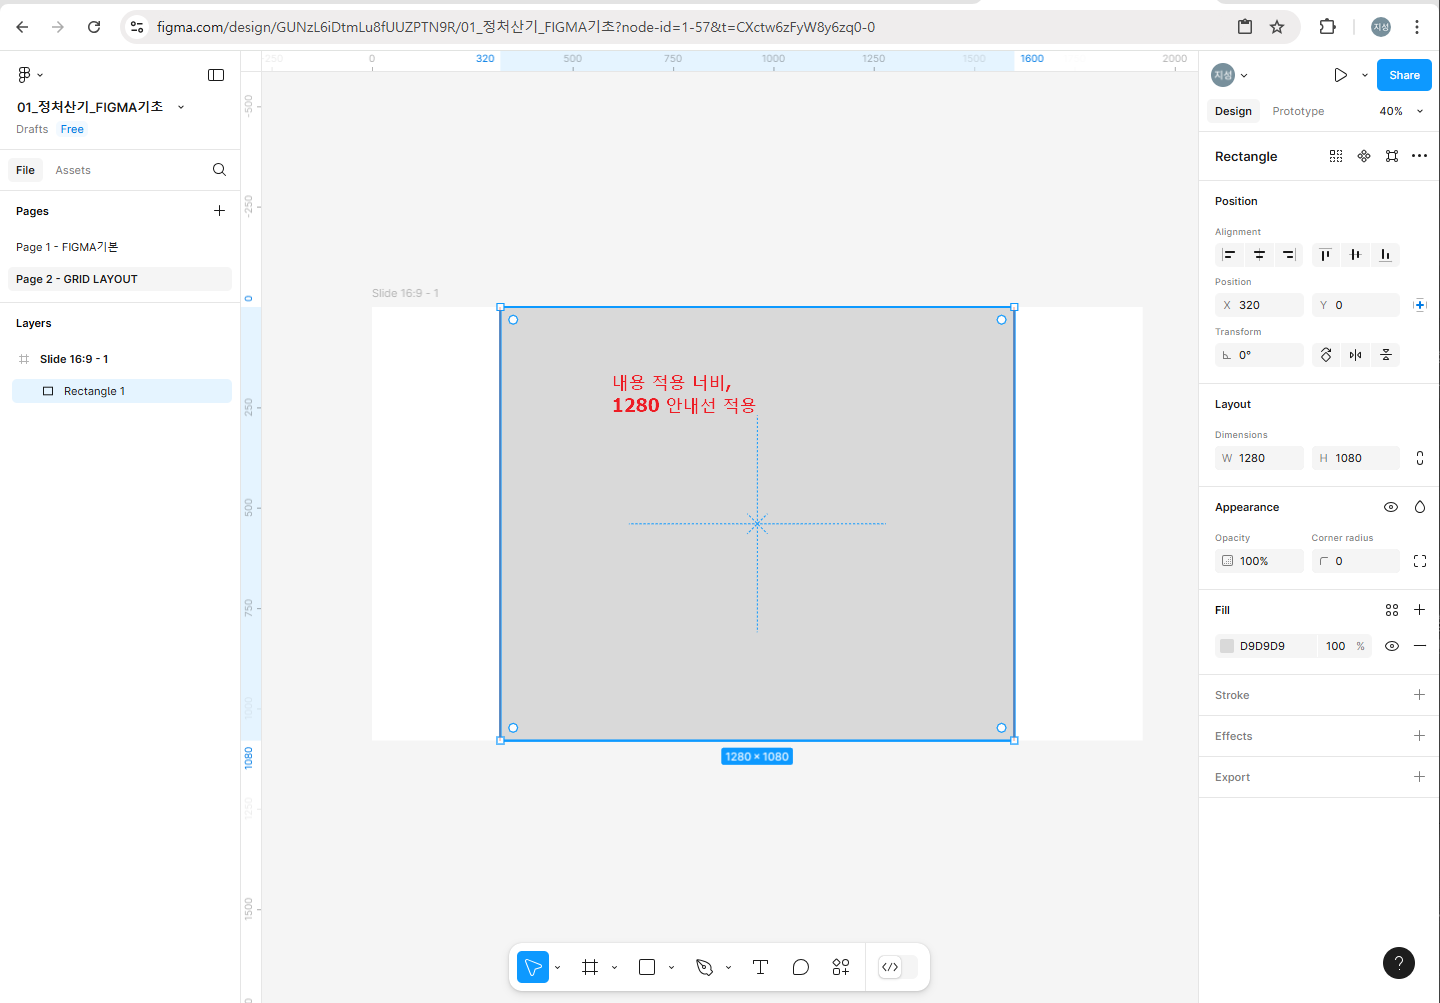 figma.com/design/GUNzL6iDtmLu8fUUZPTN9R/01_정처산기_FIGMA기초?node-id=1-57&t=CXctw6zFyW8y6zq0-0
지성
01_정처산기_FIGMA기초
Drafts Free
File Assets
Pages
Page 1 - FIGMA기본
Page 2 - GRID LAYOUT
Layers
Slide 16:9 - 1
Rectangle 1
-250 0 320 500 750 1000 1250 1500 1600 2000
-500
-250
0
250
500
750
1000
1080
1250
1500
Slide 16:9 - 1
내용 적용 너비,
1280 안내선 적용
1280 × 1080
지성
Share
Design Prototype 40%
Rectangle
Position
Alignment
Position
X 320 Y 0
Transform
0°
Layout
Dimensions
W 1280 H 1080
Appearance
Opacity Corner radius
100% 0
Fill
D9D9D9 100 %
Stroke
Effects
Export
?